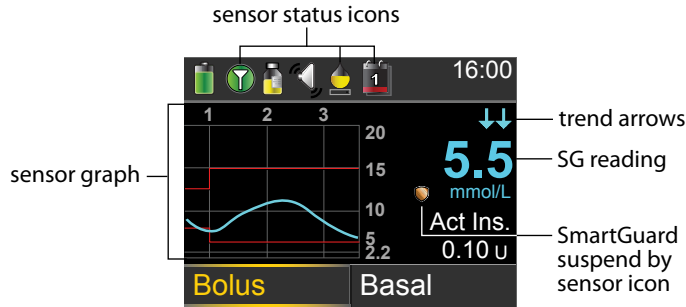 sensor status icons
16:00
1
1 2 3
20
15
10
5
2.2
5.5
mmol/L
Act Ins.
0.10 U
Bolus
Basal
sensor graph
trend arrows
SG reading
SmartGuard
suspend by
sensor icon